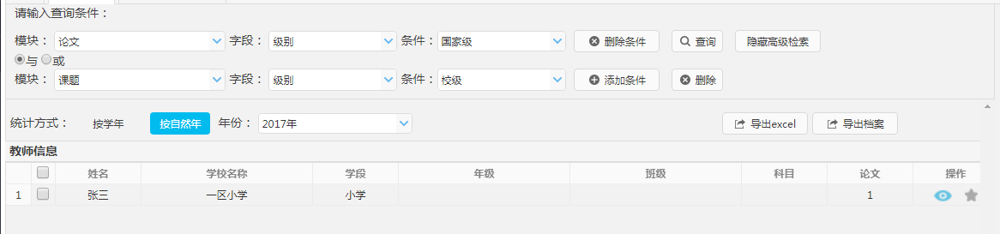 请输入查询条件：
模块： 论文 字段： 级别 条件： 国家级 删除条件 查询 隐藏高级检索
与 或
模块： 课题 字段： 级别 条件： 校级 添加条件 删除
统计方式： 按学年 按自然年 年份： 2017年 导出excel 导出档案
教师信息
姓名 学校名称 学段 年级 班级 科目 论文 操作
1 张三 一区小学 小学 1